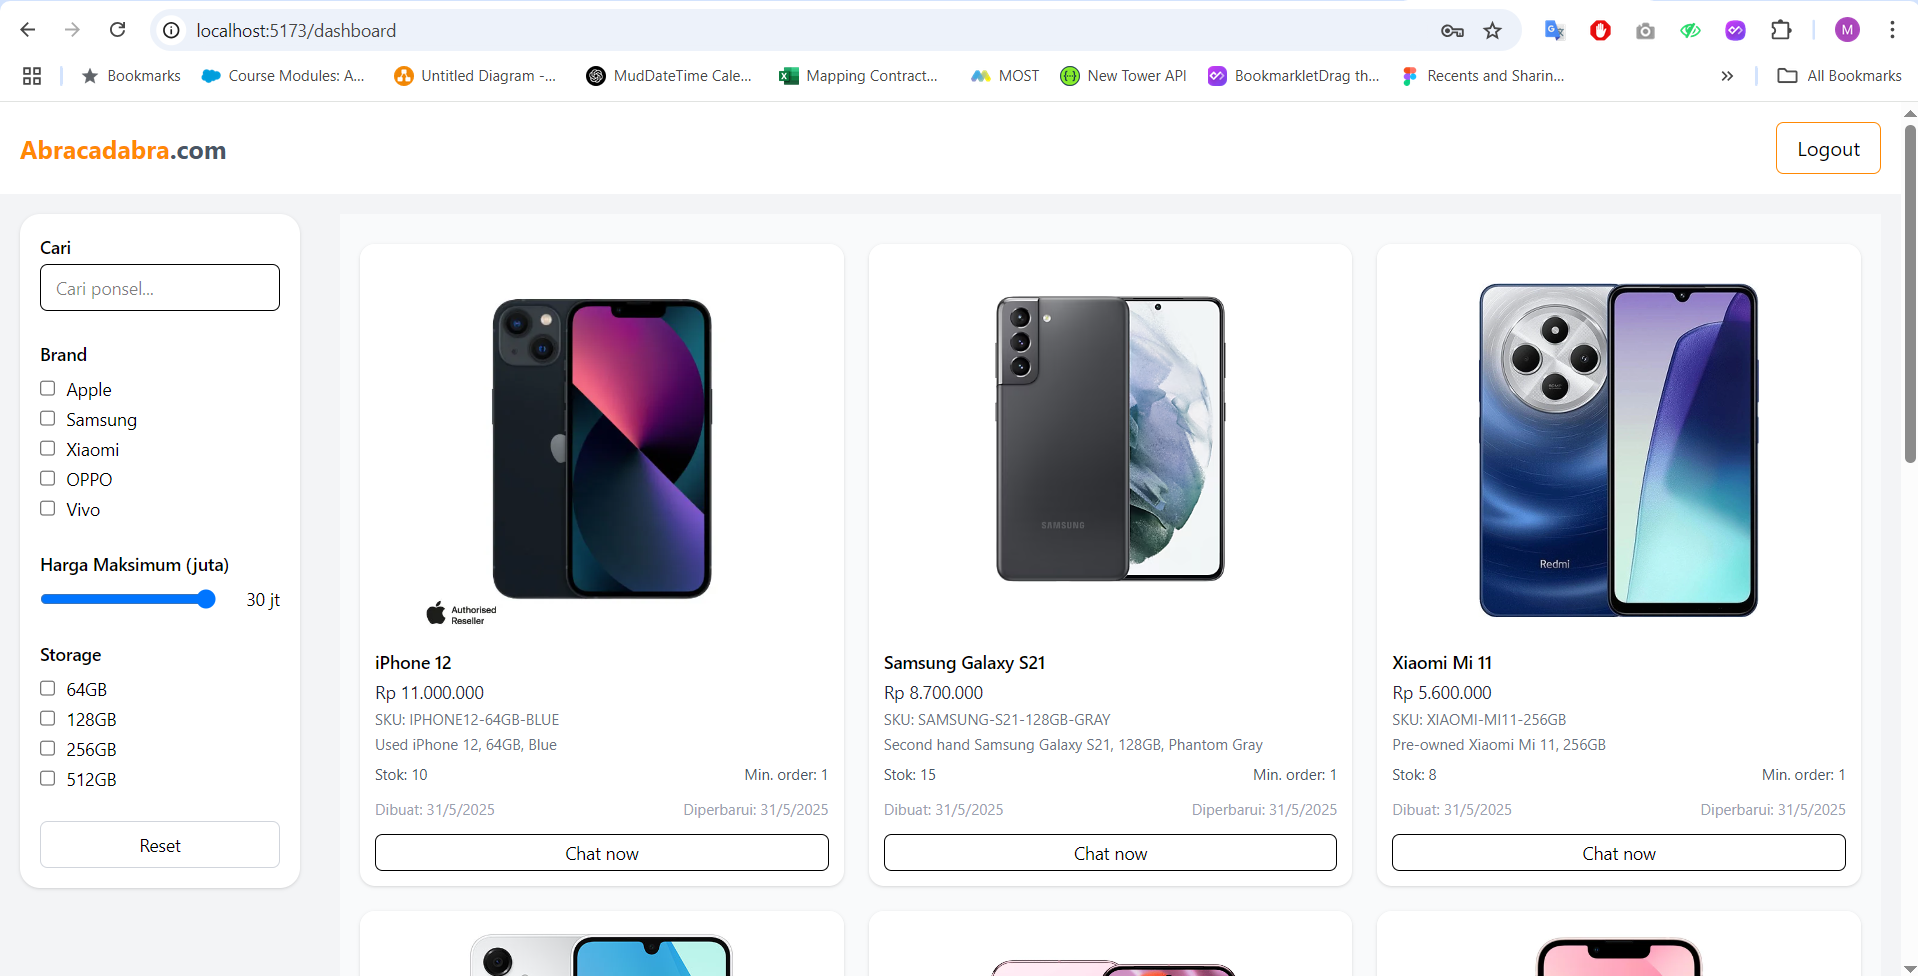 localhost:5173/dashboard
M
Bookmarks
Course Modules: A...
Untitled Diagram -...
MudDateTime Cale...
Mapping Contract...
MOST
New Tower API
BookmarkletDrag th...
Recents and Sharin...
All Bookmarks
Abracadabra.com
Logout
Cari
Cari ponsel...
Brand
Apple
Samsung
Xiaomi
OPPO
Vivo
Harga Maksimum (juta)
30 jt
Storage
64GB
128GB
256GB
512GB
Reset
Authorised
Reseller
iPhone 12
Rp 11.000.000
SKU: IPHONE12-64GB-BLUE
Used iPhone 12, 64GB, Blue
Stok: 10 Min. order: 1
Dibuat: 31/5/2025 Diperbarui: 31/5/2025
Chat now
SAMSUNG
Samsung Galaxy S21
Rp 8.700.000
SKU: SAMSUNG-S21-128GB-GRAY
Second hand Samsung Galaxy S21, 128GB, Phantom Gray
Stok: 15 Min. order: 1
Dibuat: 31/5/2025 Diperbarui: 31/5/2025
Chat now
Redmi
Xiaomi Mi 11
Rp 5.600.000
SKU: XIAOMI-MI11-256GB
Pre-owned Xiaomi Mi 11, 256GB
Stok: 8 Min. order: 1
Dibuat: 31/5/2025 Diperbarui: 31/5/2025
Chat now